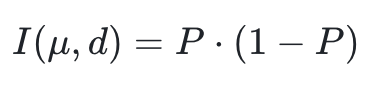 I(μ, d) = P · (1 − P)